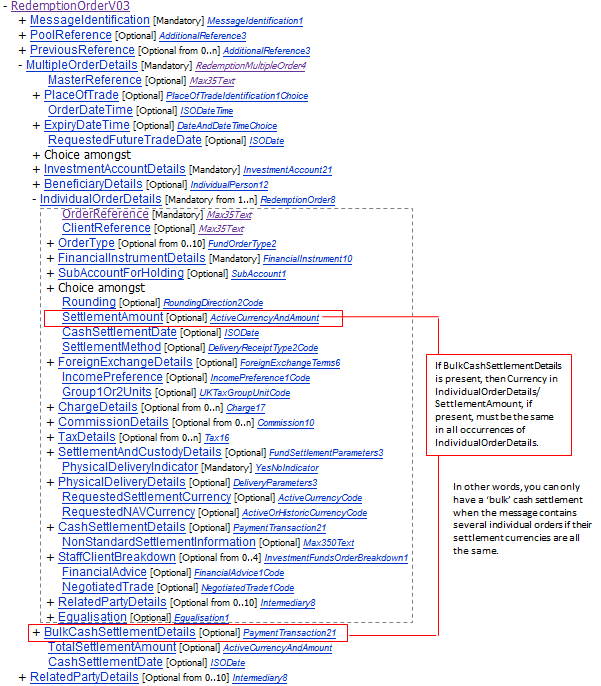 - RedemptionOrderV03
+ MessageIdentification [Mandatory] MessageIdentification1
+ PoolReference [Optional] AdditionalReference3
+ PreviousReference [Optional from 0..n] AdditionalReference3
- MultipleOrderDetails [Mandatory] RedemptionMultipleOrder4
MasterReference [Optional] Max35Text
+ PlaceOfTrade [Optional] PlaceOfTradeIdentification1Choice
OrderDateTime [Optional] ISODateTime
+ ExpiryDateTime [Optional] DateAndDateTimeChoice
RequestedFutureTradeDate [Optional] ISODate
+ Choice amongst
+ InvestmentAccountDetails [Mandatory] InvestmentAccount21
+ BeneficiaryDetails [Optional] IndividualPerson12
- IndividualOrderDetails [Mandatory from 1..n] RedemptionOrder8
OrderReference [Mandatory] Max35Text
ClientReference [Optional] Max35Text
+ OrderType [Optional from 0..10] FundOrderType2
+ FinancialInstrumentDetails [Mandatory] FinancialInstrument10
+ SubAccountForHolding [Optional] SubAccount1
+ Choice amongst
Rounding [Optional] RoundingDirection2Code
SettlementAmount [Optional] ActiveCurrencyAndAmount
CashSettlementDate [Optional] ISODate
SettlementMethod [Optional] DeliveryReceiptType2Code
+ ForeignExchangeDetails [Optional] ForeignExchangeTerms6
IncomePreference [Optional] IncomePreference1Code
Group1Or2Units [Optional] UKTaxGroupUnitCode
+ ChargeDetails [Optional from 0..n] Charge17
+ CommissionDetails [Optional from 0..n] Commission10
+ TaxDetails [Optional from 0..n] Tax16
+ SettlementAndCustodyDetails [Optional] FundSettlementParameters3
PhysicalDeliveryIndicator [Mandatory] YesNoIndicator
+ PhysicalDeliveryDetails [Optional] DeliveryParameters3
RequestedSettlementCurrency [Optional] ActiveCurrencyCode
RequestedNAVCurrency [Optional] ActiveOrHistoricCurrencyCode
+ CashSettlementDetails [Optional] PaymentTransaction21
NonStandardSettlementInformation [Optional] Max350Text
+ StaffClientBreakdown [Optional from 0..4] InvestmentFundsOrderBreakdown1
FinancialAdvice [Optional] FinancialAdvice1Code
NegotiatedTrade [Optional] NegotiatedTrade1Code
+ RelatedPartyDetails [Optional from 0..10] Intermediary8
+ Equalisation [Optional] Equalisation1
+ BulkCashSettlementDetails [Optional] PaymentTransaction21
TotalSettlementAmount [Optional] ActiveCurrencyAndAmount
CashSettlementDate [Optional] ISODate
+ RelatedPartyDetails [Optional from 0..10] Intermediary8
If BulkCashSettlementDetails
is present, then Currency in
IndividualOrderDetails/
SettlementAmount, if
present, must be the same
in all occurrences of
IndividualOrderDetails.
In other words, you can only
have a 'bulk' cash settlement
when the message contains
several individual orders if their
settlement currencies are all
the same.